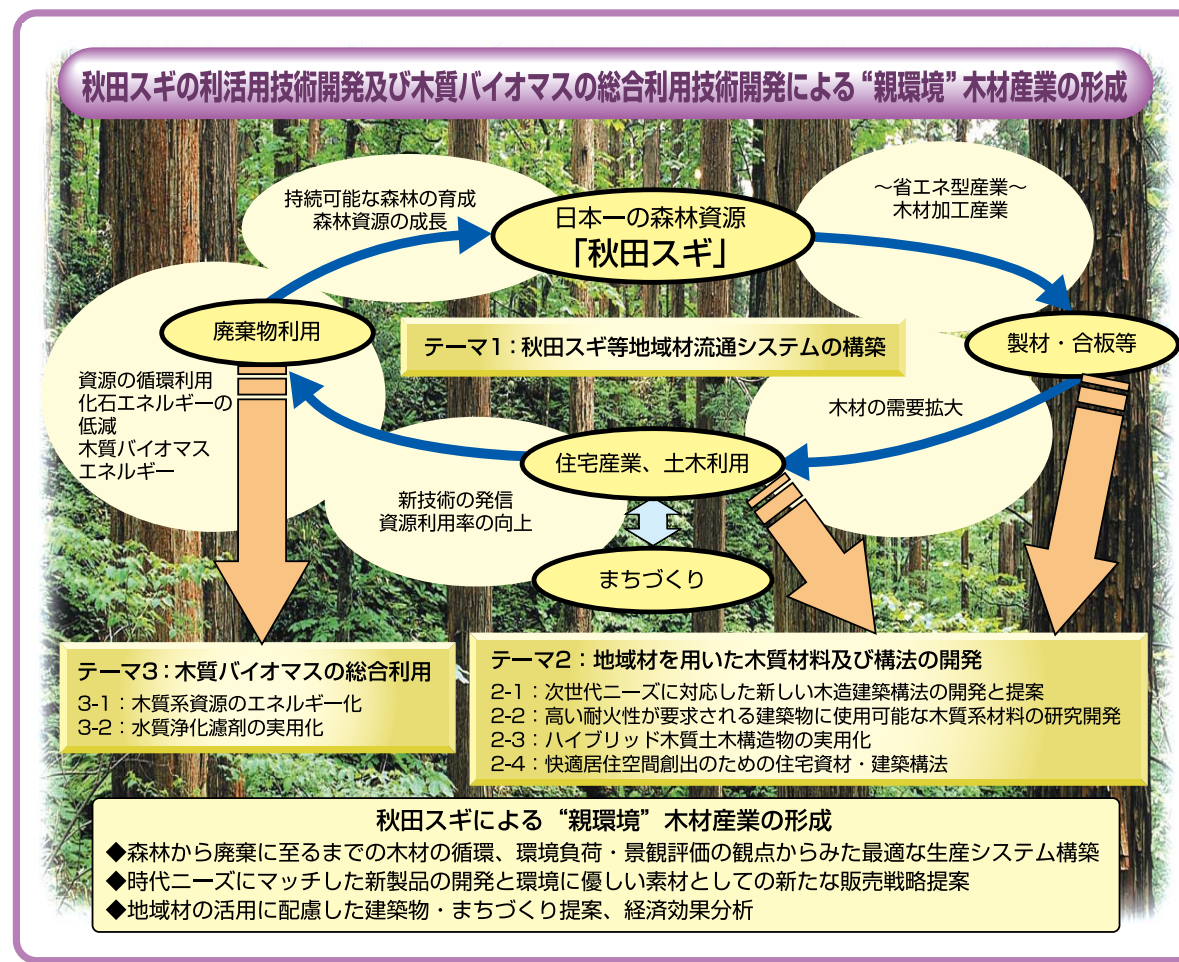 秋田スギの利活用技術開発及び木質バイオマスの総合利用技術開発による“親環境”木材産業の形成
持続可能な森林の育成
森林資源の成長
日本一の森林資源
「秋田スギ」
～省エネ型産業～
木材加工産業
廃棄物利用
テーマ1：秋田スギ等地域材流通システムの構築
製材・合板等
資源の循環利用
化石エネルギーの
低減
木質バイオマス
エネルギー
木材の需要拡大
住宅産業、土木利用
新技術の発信
資源利用率の向上
まちづくり
テーマ3：木質バイオマスの総合利用
3-1：木質系資源のエネルギー化
3-2：水質浄化濾剤の実用化
テーマ2：地域材を用いた木質材料及び構法の開発
2-1：次世代ニーズに対応した新しい木造建築構法の開発と提案
2-2：高い耐火性が要求される建築物に使用可能な木質系材料の研究開発
2-3：ハイブリッド木質土木構造物の実用化
2-4：快適居住空間創出のための住宅資材・建築構法
秋田スギによる“親環境”木材産業の形成
◆森林から廃棄に至るまでの木材の循環、環境負荷・景観評価の観点からみた最適な生産システム構築
◆時代ニーズにマッチした新製品の開発と環境に優しい素材としての新たな販売戦略提案
◆地域材の活用に配慮した建築物・まちづくり提案、経済効果分析